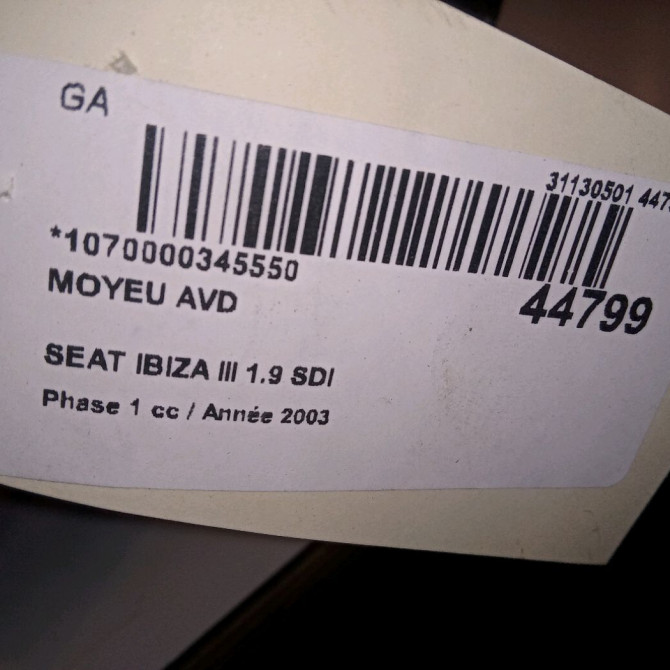 GA
31130501
*1070000345550
44799
MOYEU AVD
SEAT IBIZA III 1.9 SDI
Phase 1 cc / Année 2003